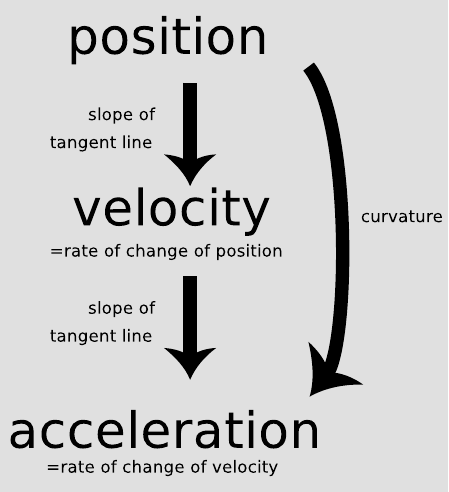 position
slope of
tangent line
velocity
=rate of change of position
curvature
slope of
tangent line
acceleration
=rate of change of velocity